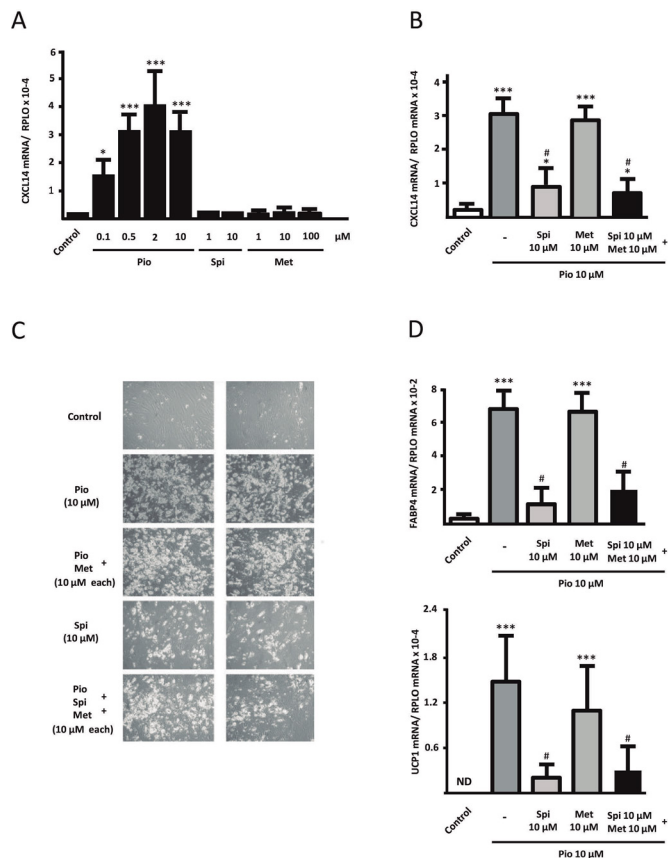 A
CXCL14 mRNA/ RPLO x 10-4
6
5
4
3
2
1
*
***
***
***
Control
0.1
0.5
2
10
1
10
1
10
100
µM
Pio
Spi
Met
B
CXCL14 mRNA/ RPLO mRNA x 10-4
4
3
2
1
***
#
*
***
#
*
Control
-
Spi
10 µM
Met
10 µM
Spi 10 µM
Met 10 µM +
Pio 10 µM
C
Control
Pio
(10 µM)
Pio
Met +
(10 µM each)
Spi
(10 µM)
Pio
Spi +
Met +
(10 µM each)
D
FABP4 mRNA/ RPLO mRNA x 10-2
8
6
4
2
***
#
***
#
Control
-
Spi
10 µM
Met
10 µM
Spi 10 µM
Met 10 µM +
Pio 10 µM
UCP1 mRNA/ RPLO mRNA x 10-4
2.4
1.8
1.2
0.6
***
#
***
#
ND
Control
-
Spi
10 µM
Met
10 µM
Spi 10 µM
Met 10 µM +
Pio 10 µM